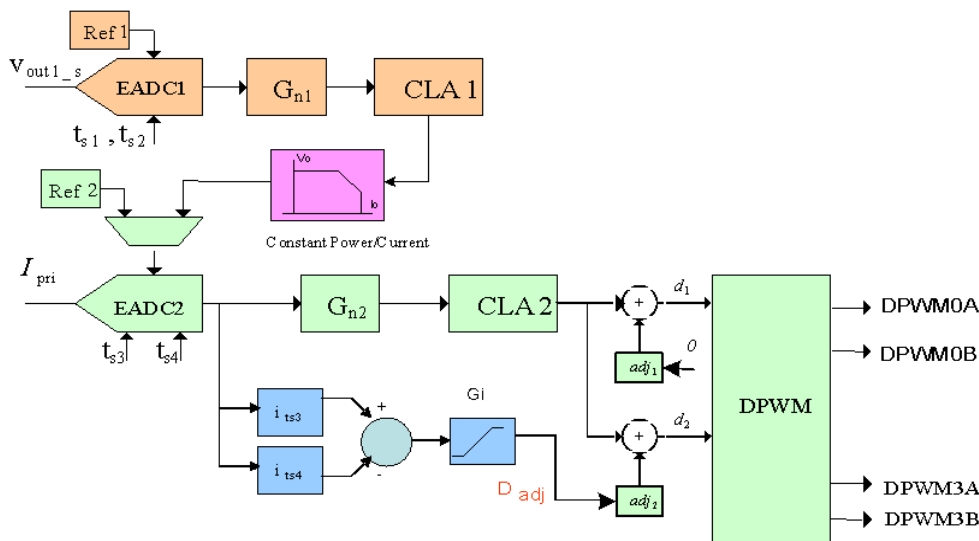 Ref 1
Vout1_s
EADC1
Gn1
CLA 1
ts1 , ts2
Vo
Io
Ref 2
Constant Power/Current
Ipri
EADC2
Gn2
CLA 2
+
d1
DPWM0A
ts3 ts4
0
DPWM0B
adj1
Gi
DPWM
its3
+
+
d2
its4
-
D adj
adj2
DPWM3A
DPWM3B